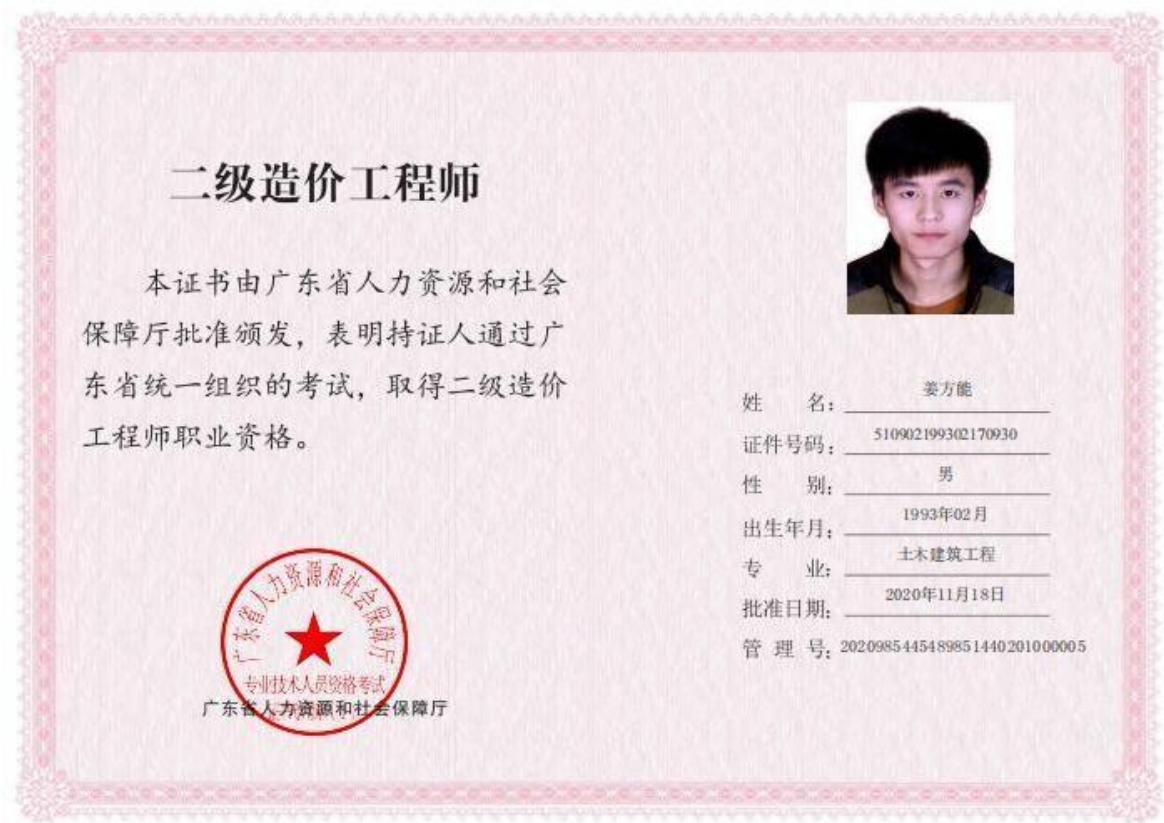 二级造价工程师
本证书由广东省人力资源和社会
保障厅批准颁发，表明持证人通过广
东省统一组织的考试，取得二级造价
工程师职业资格。
姓 名：姜方能
证件号码：510902199302170930
性 别：男
出生年月：1993年02月
专 业：土木建筑工程
批准日期：2020年11月18日
管 理 号：20209854454898514402010000​05
广东省人力资源和社会保障厅
专业技术人员资格考试
广东省人力资源和社会保障厅